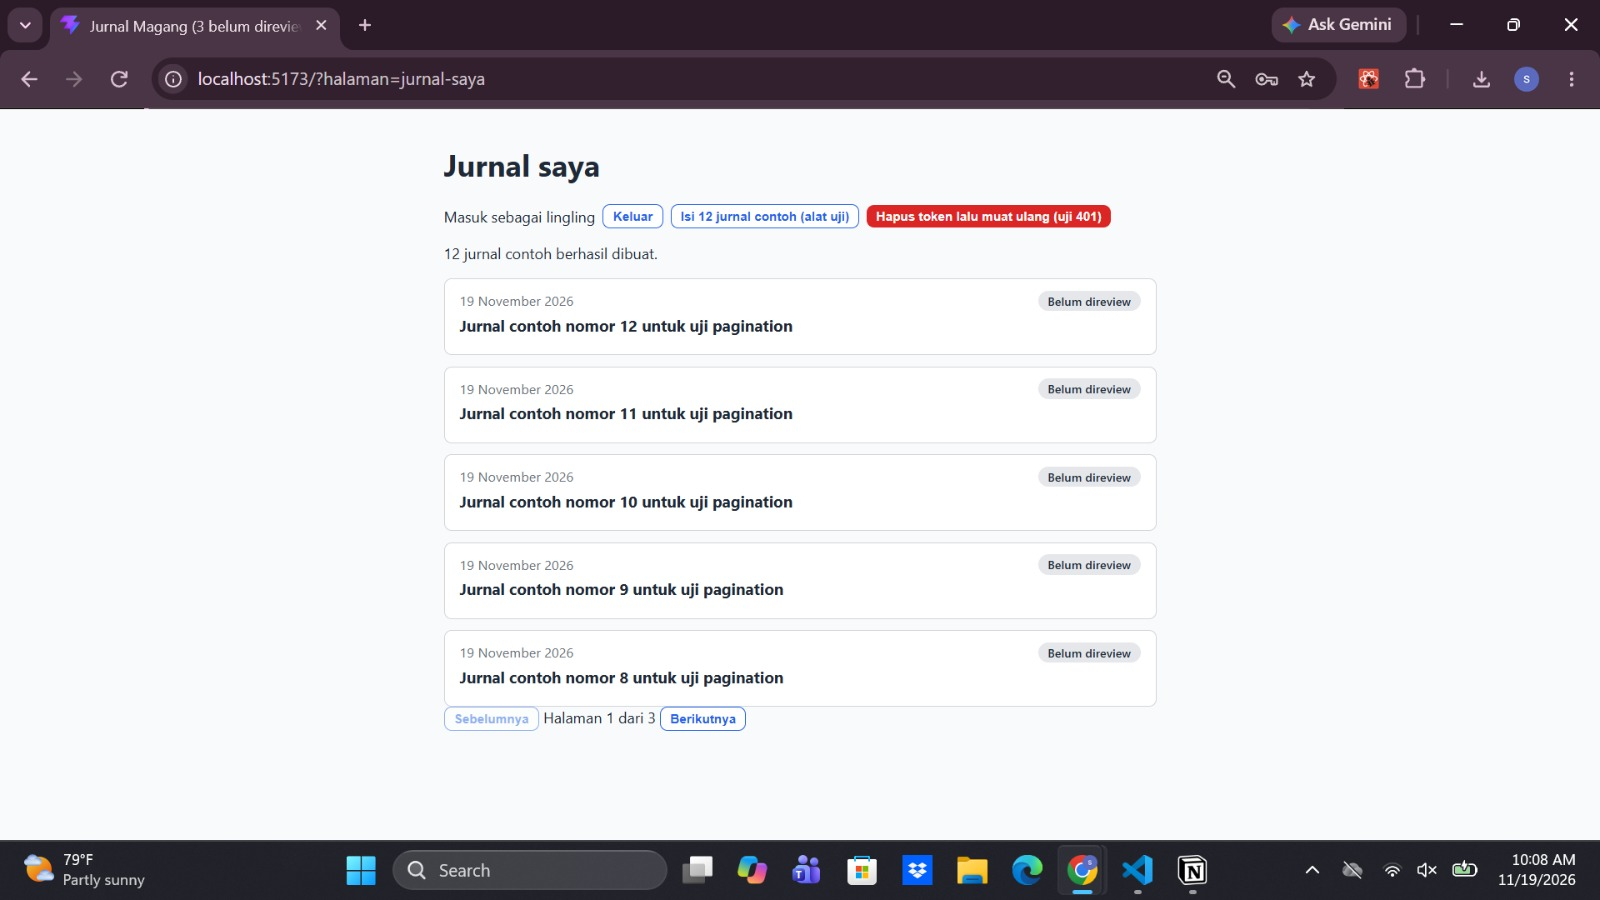 Jurnal Magang (3 belum direvie
Ask Gemini
localhost:5173/?halaman=jurnal-saya
S
Jurnal saya
Masuk sebagai lingling Keluar Isi 12 jurnal contoh (alat uji) Hapus token lalu muat ulang (uji 401)
12 jurnal contoh berhasil dibuat.
19 November 2026 Belum direview
Jurnal contoh nomor 12 untuk uji pagination
19 November 2026 Belum direview
Jurnal contoh nomor 11 untuk uji pagination
19 November 2026 Belum direview
Jurnal contoh nomor 10 untuk uji pagination
19 November 2026 Belum direview
Jurnal contoh nomor 9 untuk uji pagination
19 November 2026 Belum direview
Jurnal contoh nomor 8 untuk uji pagination
Sebelumnya Halaman 1 dari 3 Berikutnya
79°F
Partly sunny
Search
10:08 AM
11/19/2026